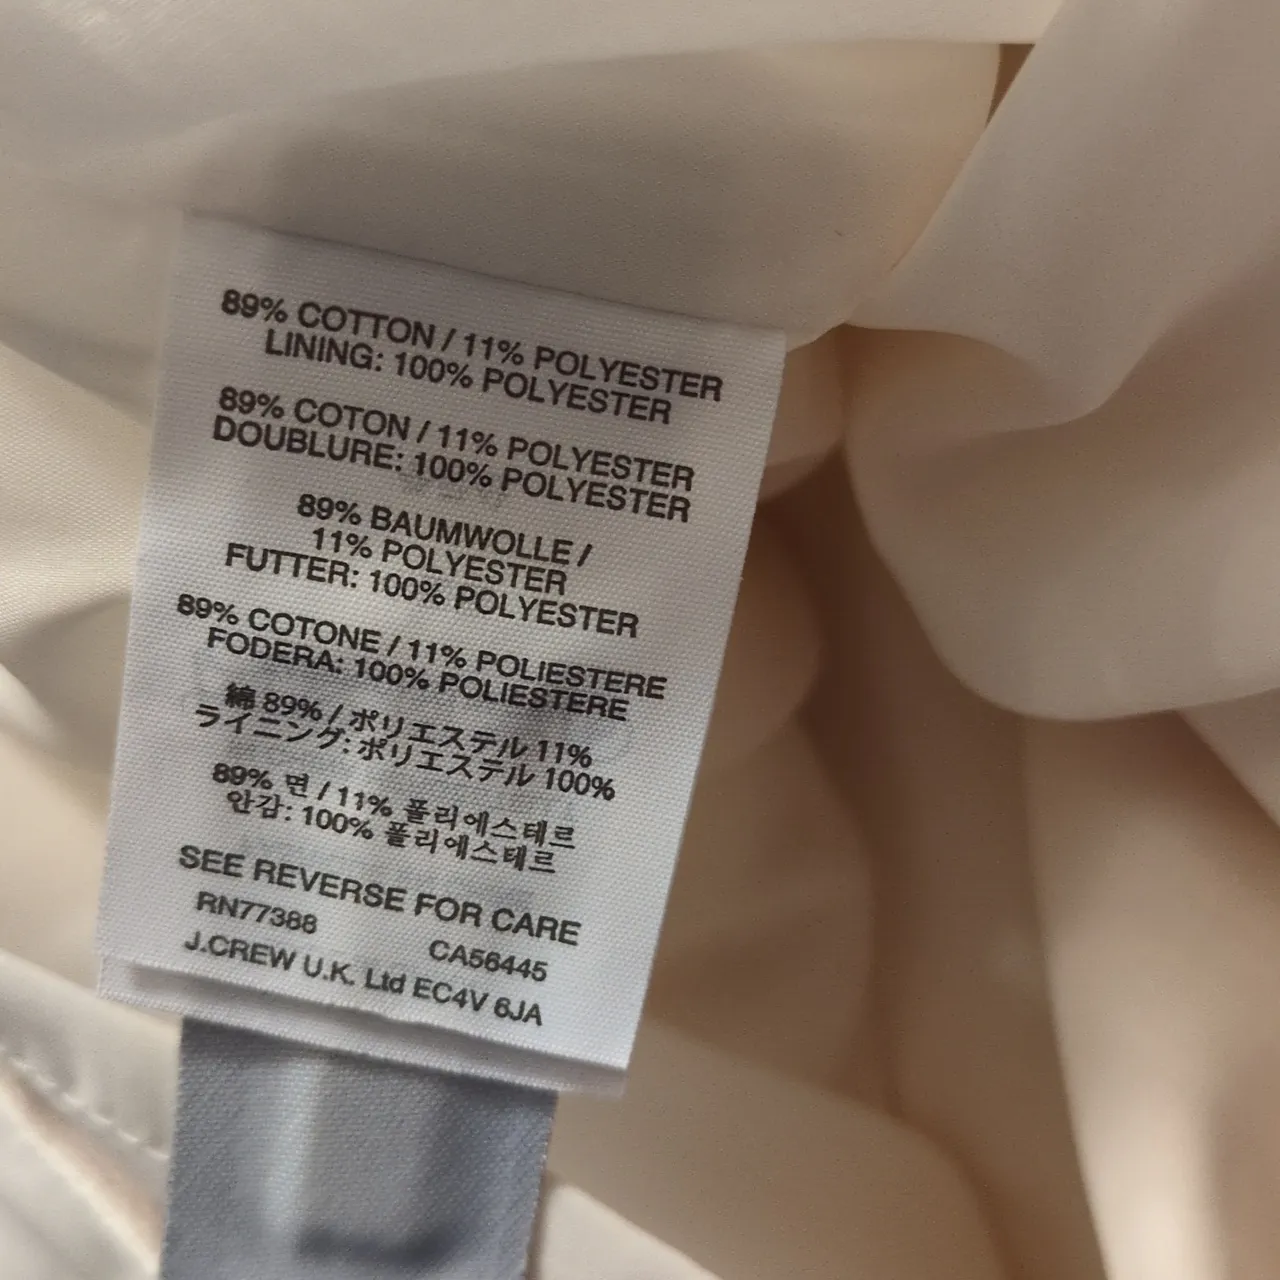 89% COTTON / 11% POLYESTER
LINING: 100% POLYESTER
89% COTON / 11% POLYESTER
DOUBLURE: 100% POLYESTER
89% BAUMWOLLE /
11% POLYESTER
FUTTER: 100% POLYESTER
89% COTONE / 11% POLIESTERE
FODERA: 100% POLIESTERE
綿 89% / ポリエステル 11%
ライニング: ポリエステル 100%
89% 면 / 11% 폴리에스테르
안감: 100% 폴리에스테르
SEE REVERSE FOR CARE
RN77388 CA56445
J.CREW U.K. Ltd EC4V 6JA